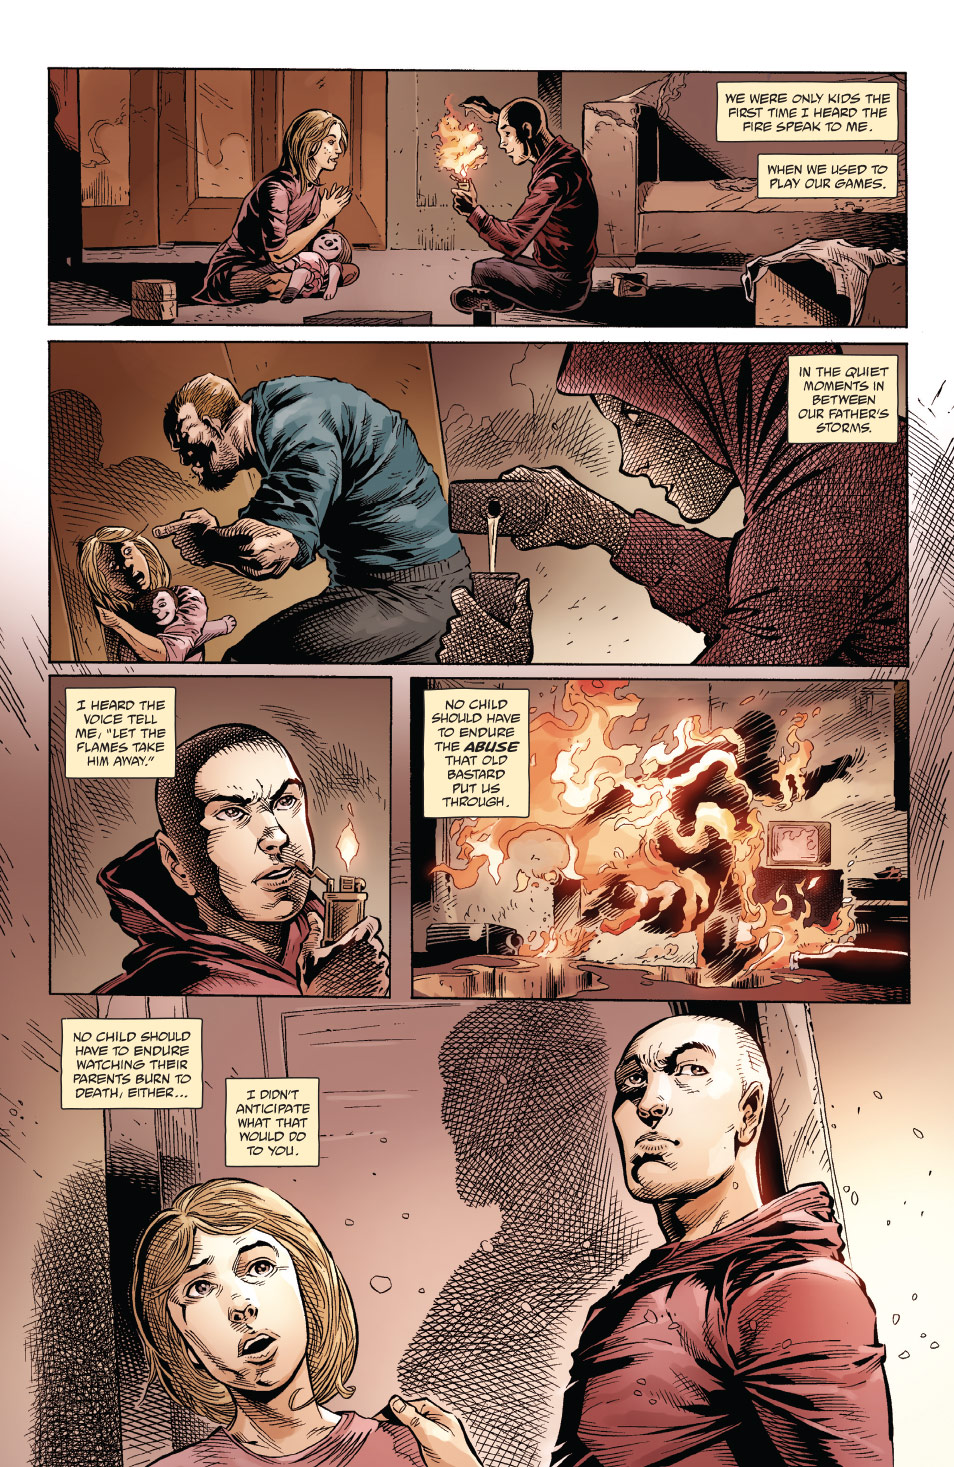 WE WERE ONLY KIDS THE
FIRST TIME I HEARD THE
FIRE SPEAK TO ME.
WHEN WE USED TO
PLAY OUR GAMES.
IN THE QUIET
MOMENTS IN
BETWEEN
OUR FATHER'S
STORMS.
I HEARD THE
VOICE TELL
ME, "LET THE
FLAMES TAKE
HIM AWAY."
NO CHILD
SHOULD HAVE
TO ENDURE
THE ABUSE
THAT OLD
BASTARD
PUT US
THROUGH.
NO CHILD SHOULD
HAVE TO ENDURE
WATCHING THEIR
PARENTS BURN TO
DEATH, EITHER...
I DIDN'T
ANTICIPATE
WHAT THAT
WOULD DO
TO YOU.